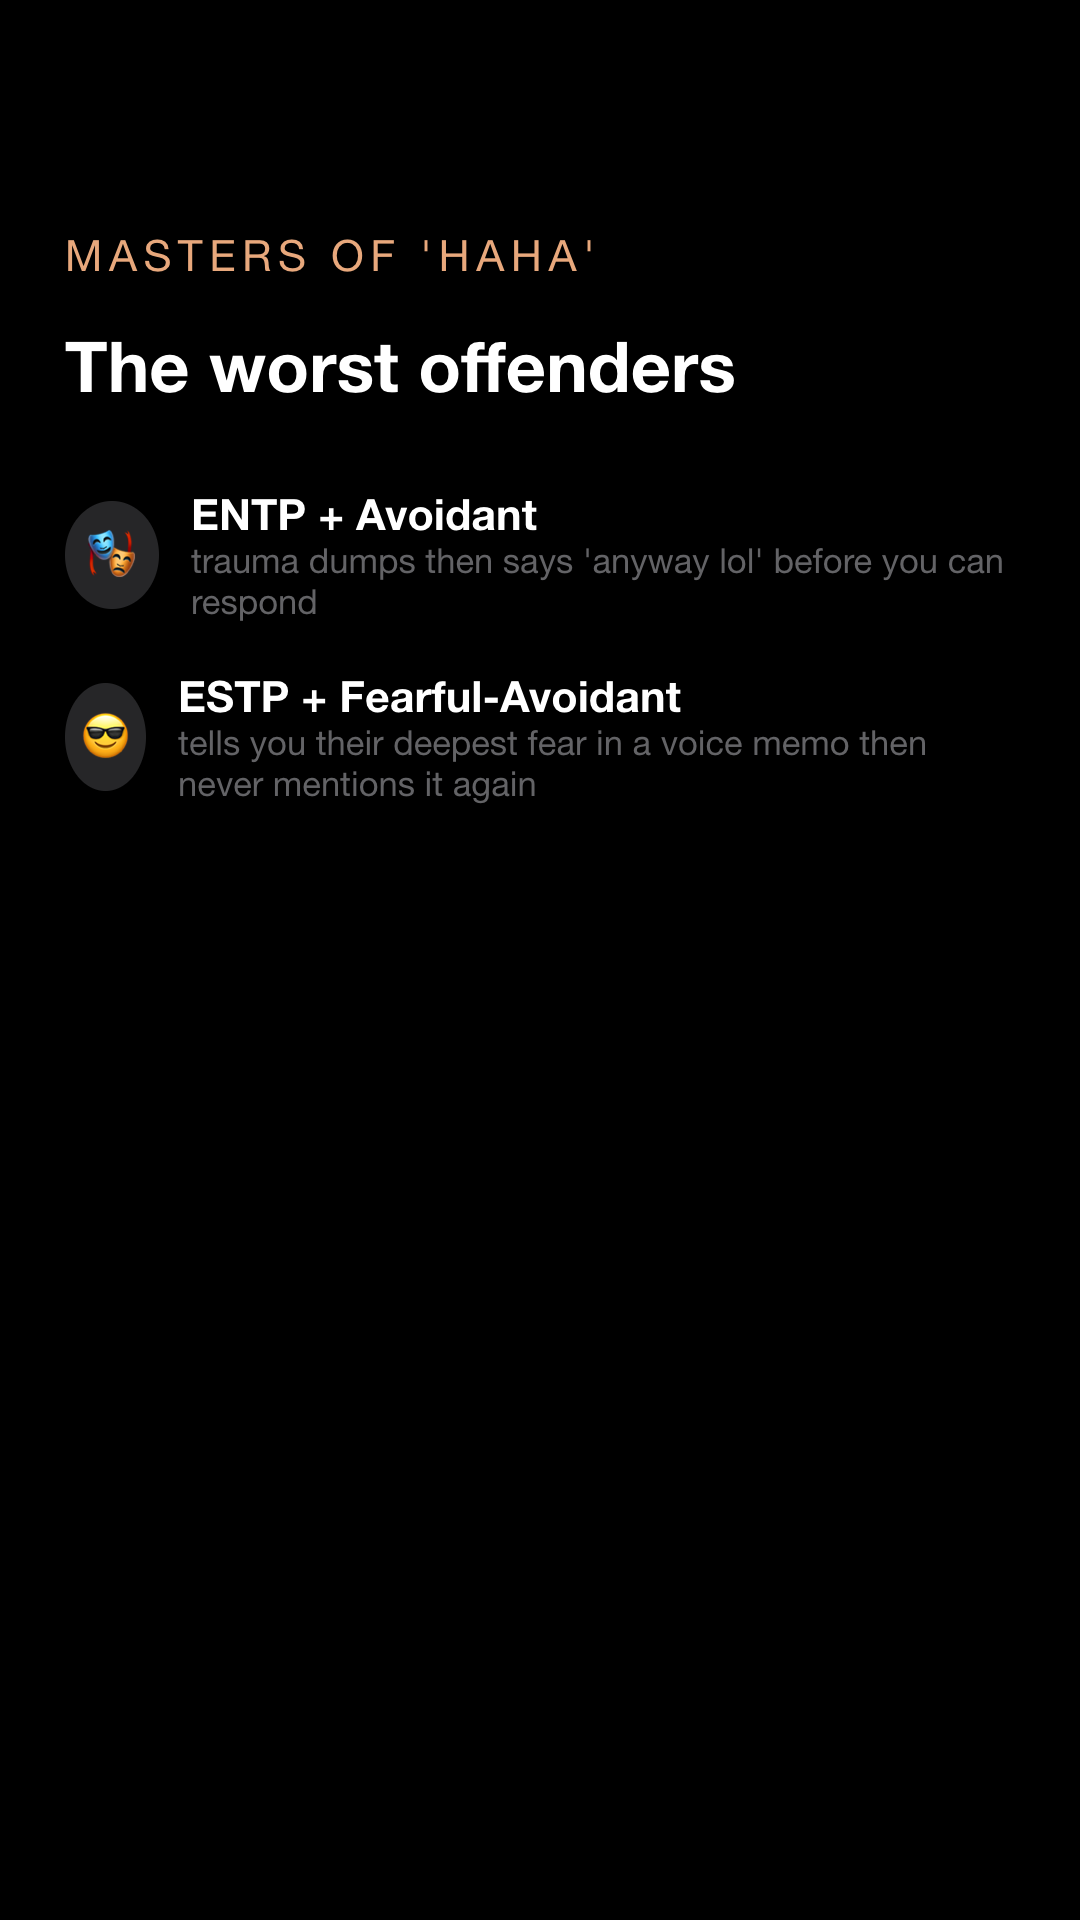 MASTERS OF 'HAHA'
The worst offenders
ENTP + Avoidant
trauma dumps then says 'anyway lol' before you can
respond
ESTP + Fearful-Avoidant
tells you their deepest fear in a voice memo then
never mentions it again